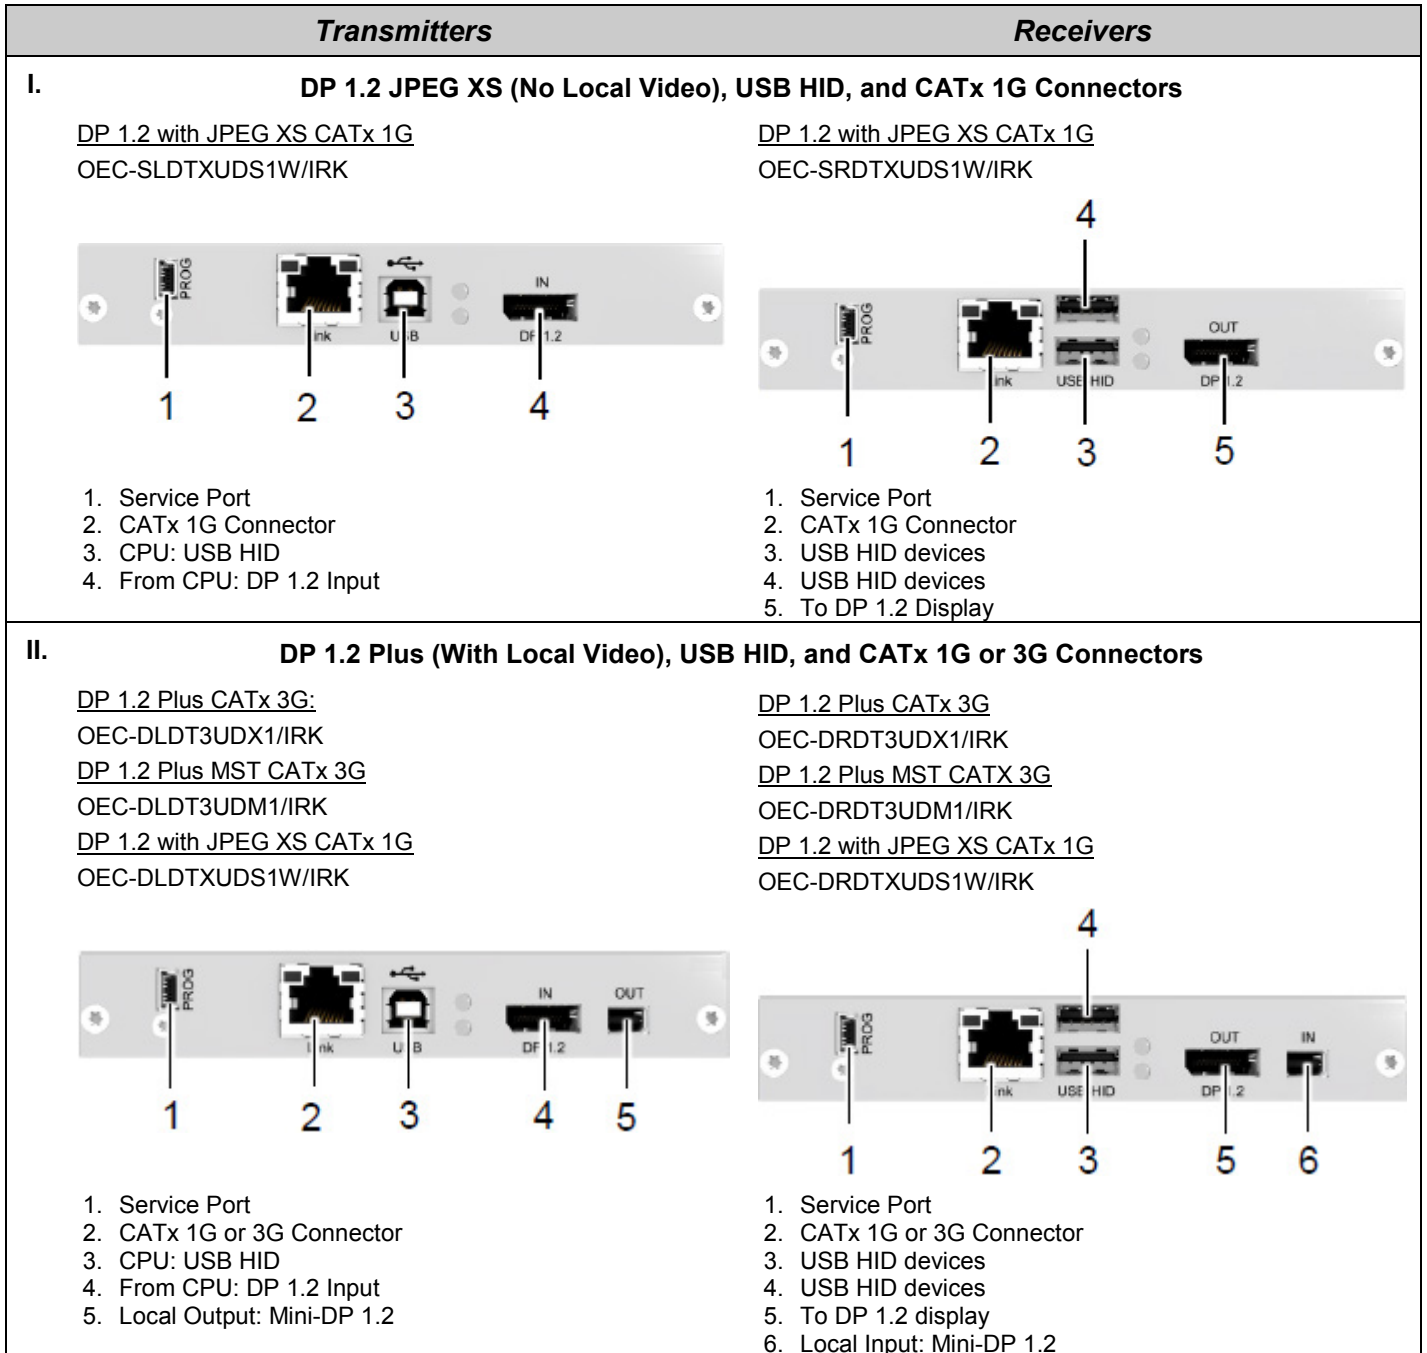 Transmitters
Receivers
I.
DP 1.2 JPEG XS (No Local Video), USB HID, and CATx 1G Connectors
DP 1.2 with JPEG XS CATx 1G
OEC-SLDTXUDS1W/IRK
PROG
Link
USB
IN
DP 1.2
1
2
3
4
1. Service Port
2. CATx 1G Connector
3. CPU: USB HID
4. From CPU: DP 1.2 Input
DP 1.2 with JPEG XS CATx 1G
OEC-SRDTXUDS1W/IRK
4
PROG
Link
USB HID
OUT
DP 1.2
1
2
3
5
1. Service Port
2. CATx 1G Connector
3. USB HID devices
4. USB HID devices
5. To DP 1.2 Display
II.
DP 1.2 Plus (With Local Video), USB HID, and CATx 1G or 3G Connectors
DP 1.2 Plus CATx 3G:
OEC-DLDT3UDX1/IRK
DP 1.2 Plus MST CATx 3G
OEC-DLDT3UDM1/IRK
DP 1.2 with JPEG XS CATx 1G
OEC-DLDTXUDS1W/IRK
PROG
Link
USB
IN
DP 1.2
OUT
1
2
3
4
5
1. Service Port
2. CATx 1G or 3G Connector
3. CPU: USB HID
4. From CPU: DP 1.2 Input
5. Local Output: Mini-DP 1.2
DP 1.2 Plus CATx 3G
OEC-DRDT3UDX1/IRK
DP 1.2 Plus MST CATX 3G
OEC-DRDT3UDM1/IRK
DP 1.2 with JPEG XS CATx 1G
OEC-DRDTXUDS1W/IRK
4
PROG
Link
USB HID
OUT
DP 1.2
IN
1
2
3
5
6
1. Service Port
2. CATx 1G or 3G Connector
3. USB HID devices
4. USB HID devices
5. To DP 1.2 display
6. Local Input: Mini-DP 1.2